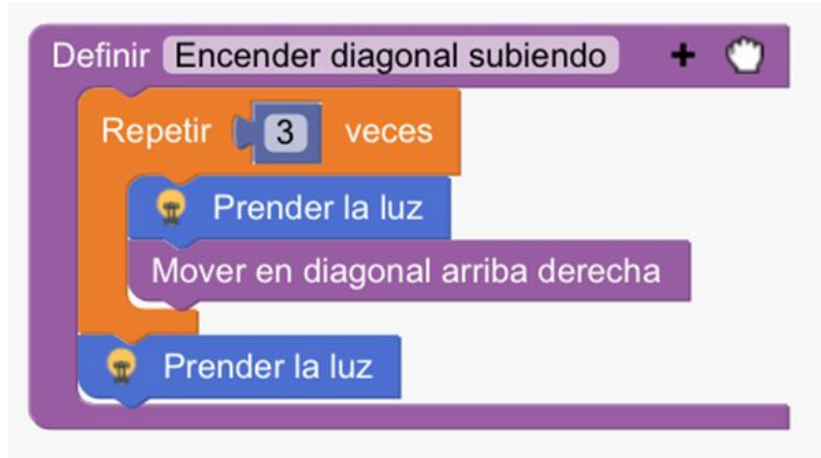 Definir Encender diagonal subiendo +
Repetir 3 veces
Prender la luz
Mover en diagonal arriba derecha
Prender la luz